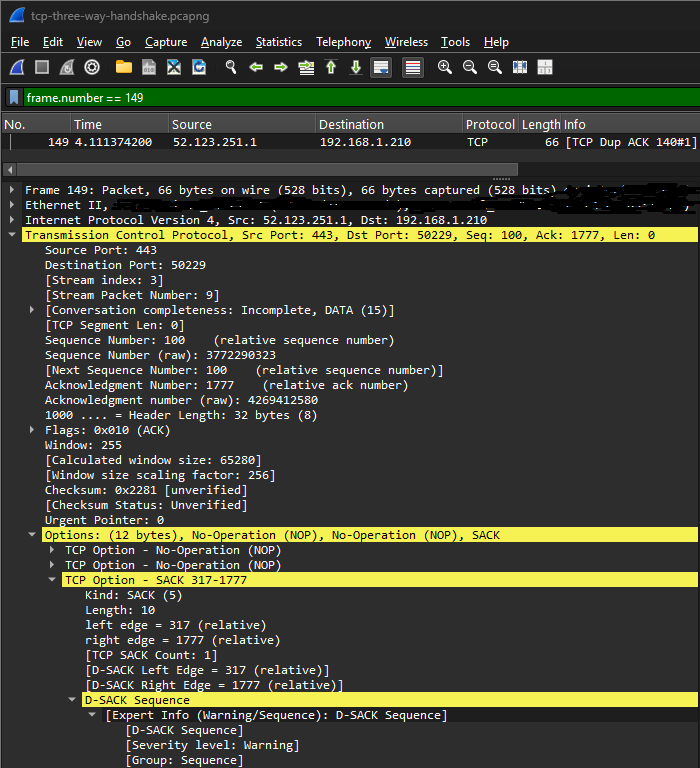 tcp-three-way-handshake.pcapng
File Edit View Go Capture Analyze Statistics Telephony Wireless Tools Help
frame.number == 149
No. Time Source Destination Protocol Length Info
149 4.111374200 52.123.251.1 192.168.1.210 TCP 66 [TCP Dup ACK 140#1]
Frame 149: Packet, 66 bytes on wire (528 bits), 66 bytes captured (528 bits)
Ethernet II,
Internet Protocol Version 4, Src: 52.123.251.1, Dst: 192.168.1.210
Transmission Control Protocol, Src Port: 443, Dst Port: 50229, Seq: 100, Ack: 1777, Len: 0
Source Port: 443
Destination Port: 50229
[Stream index: 3]
[Stream Packet Number: 9]
[Conversation completeness: Incomplete, DATA (15)]
[TCP Segment Len: 0]
Sequence Number: 100    (relative sequence number)
Sequence Number (raw): 3772290323
[Next Sequence Number: 100    (relative sequence number)]
Acknowledgment Number: 1777    (relative ack number)
Acknowledgment number (raw): 4269412580
1000 .... = Header Length: 32 bytes (8)
Flags: 0x010 (ACK)
Window: 255
[Calculated window size: 65280]
[Window size scaling factor: 256]
Checksum: 0x2281 [unverified]
[Checksum Status: Unverified]
Urgent Pointer: 0
Options: (12 bytes), No-Operation (NOP), No-Operation (NOP), SACK
TCP Option - No-Operation (NOP)
TCP Option - No-Operation (NOP)
TCP Option - SACK 317-1777
Kind: SACK (5)
Length: 10
left edge = 317 (relative)
right edge = 1777 (relative)
[TCP SACK Count: 1]
[D-SACK Left Edge = 317 (relative)]
[D-SACK Right Edge = 1777 (relative)]
D-SACK Sequence
[Expert Info (Warning/Sequence): D-SACK Sequence]
[D-SACK Sequence]
[Severity level: Warning]
[Group: Sequence]